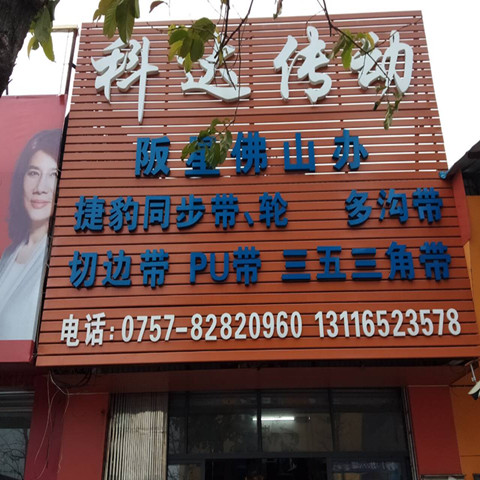 科达传动
阪星佛山办
捷豹同步带、轮 多沟带
切边带 PU带 三五三角带
电话:0757-82820960 13116523578